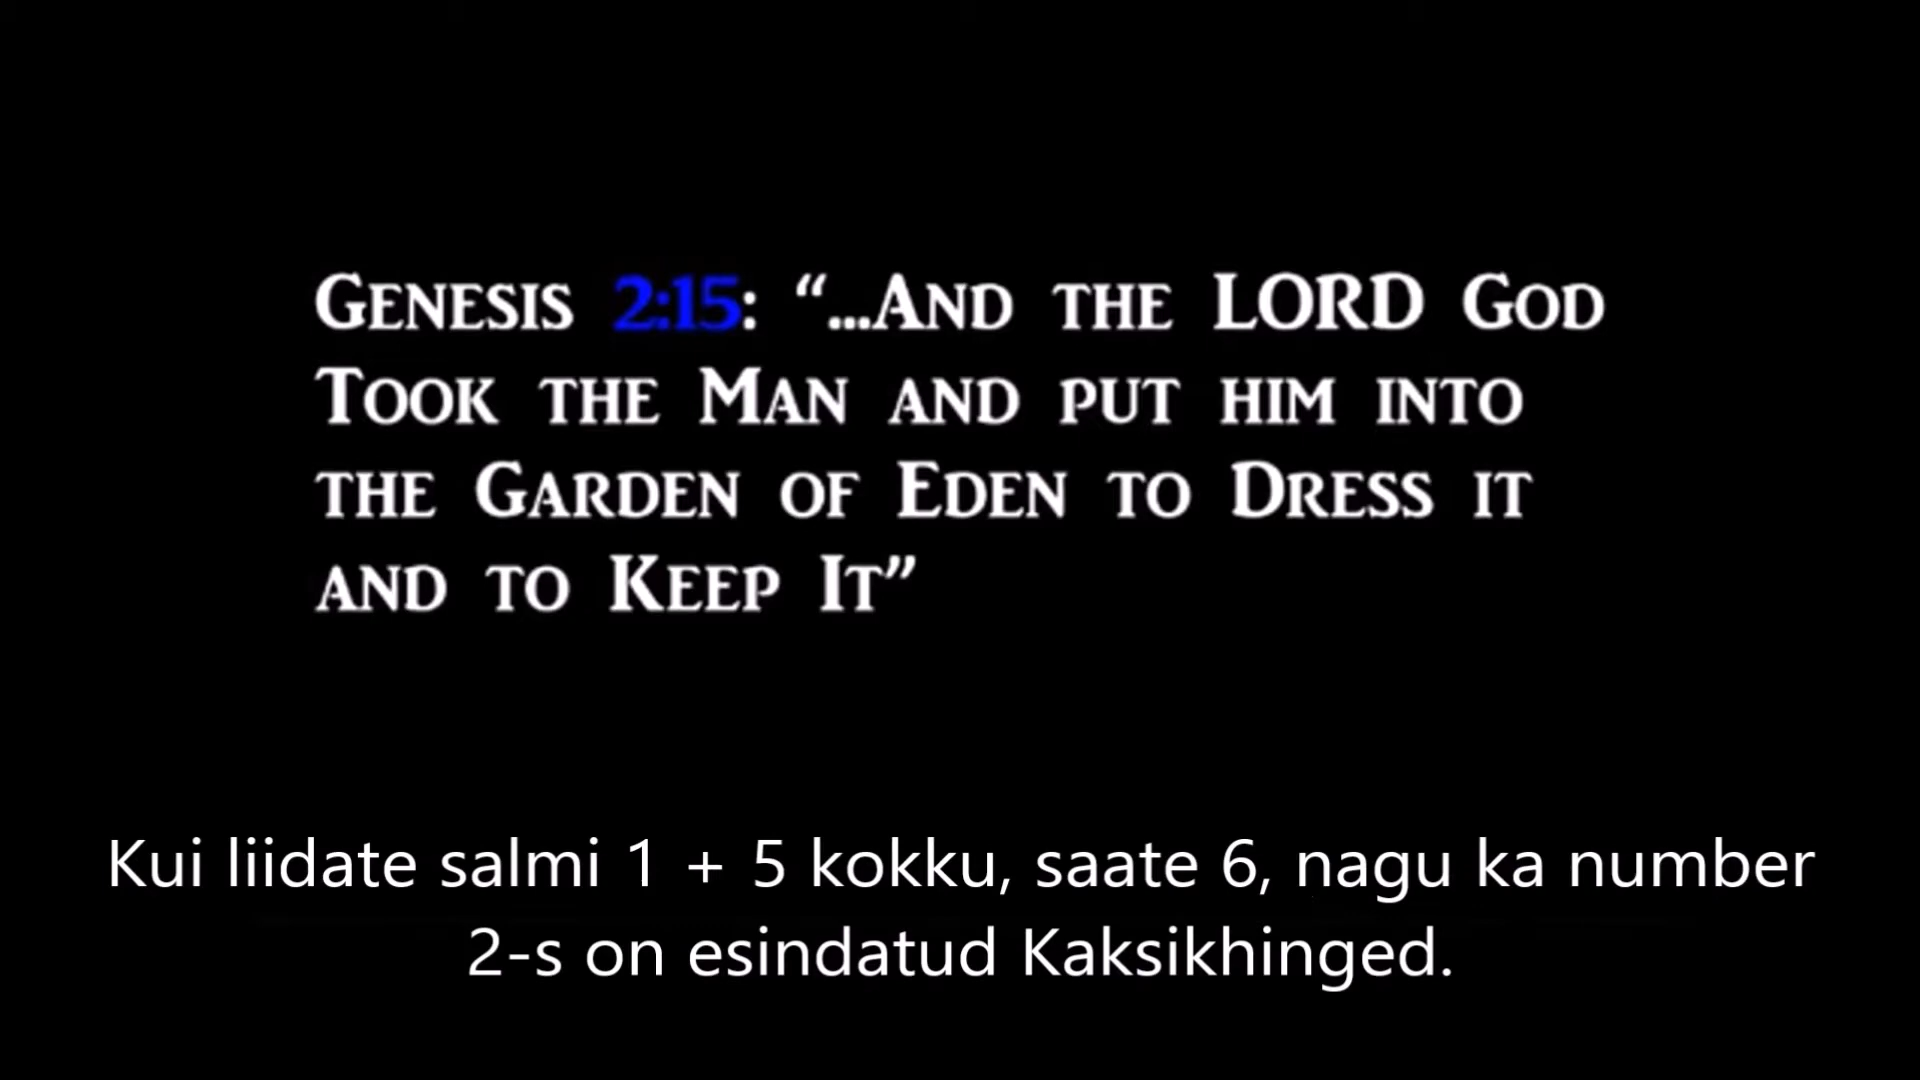 Genesis 2:15: “...And the LORD God
Took the Man and put him into
the Garden of Eden to Dress it
and to Keep It”
Kui liidate salmi 1 + 5 kokku, saate 6, nagu ka number
2-s on esindatud Kaksikhinged.